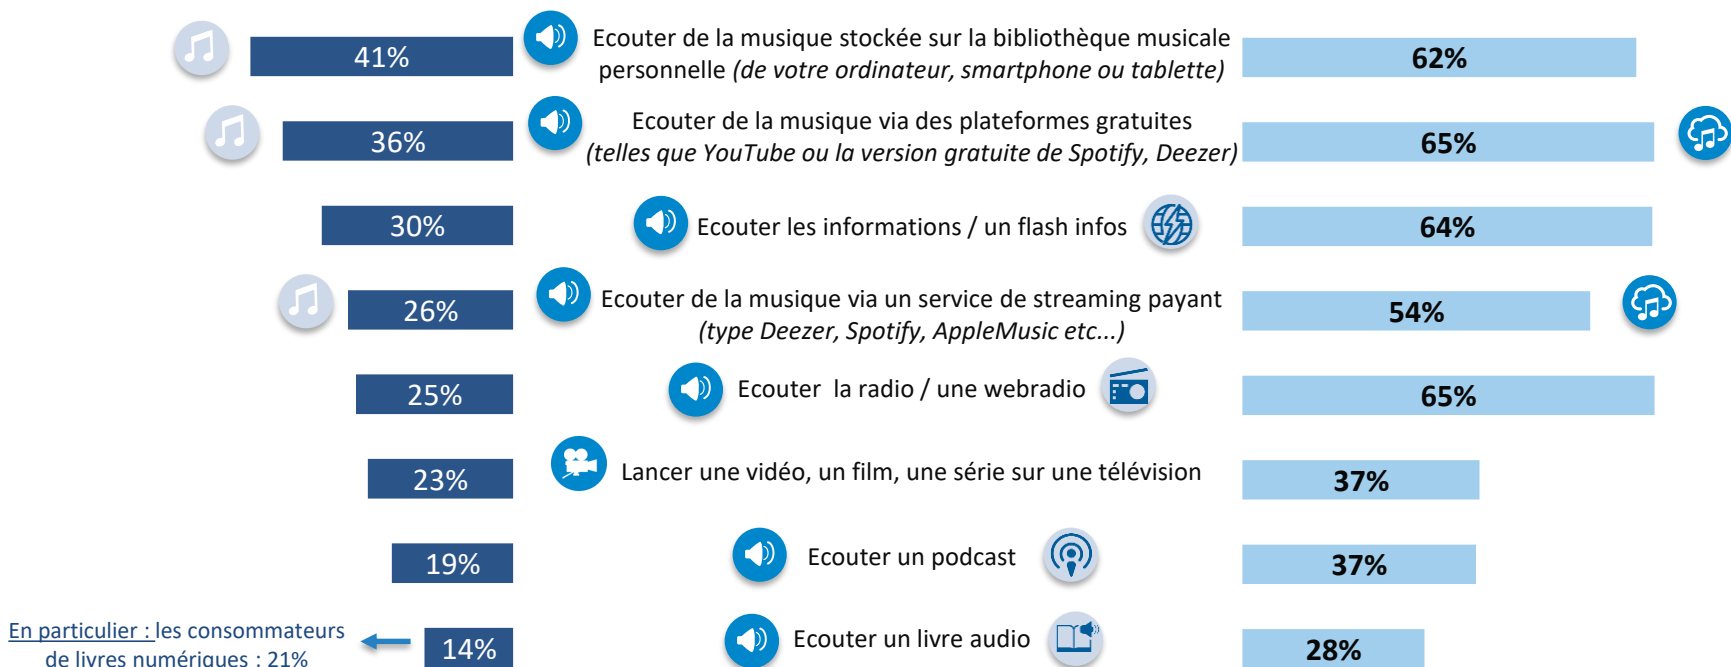 41%
Ecouter de la musique stockée sur la bibliothèque musicale
personnelle (de votre ordinateur, smartphone ou tablette)
62%
36%
Ecouter de la musique via des plateformes gratuites
(telles que YouTube ou la version gratuite de Spotify, Deezer)
65%
30%
Ecouter les informations / un flash infos
64%
26%
Ecouter de la musique via un service de streaming payant
(type Deezer, Spotify, AppleMusic etc...)
54%
25%
Ecouter la radio / une webradio
65%
23%
Lancer une vidéo, un film, une série sur une télévision
37%
19%
Ecouter un podcast
37%
En particulier : les consommateurs
de livres numériques : 21%
14%
Ecouter un livre audio
28%